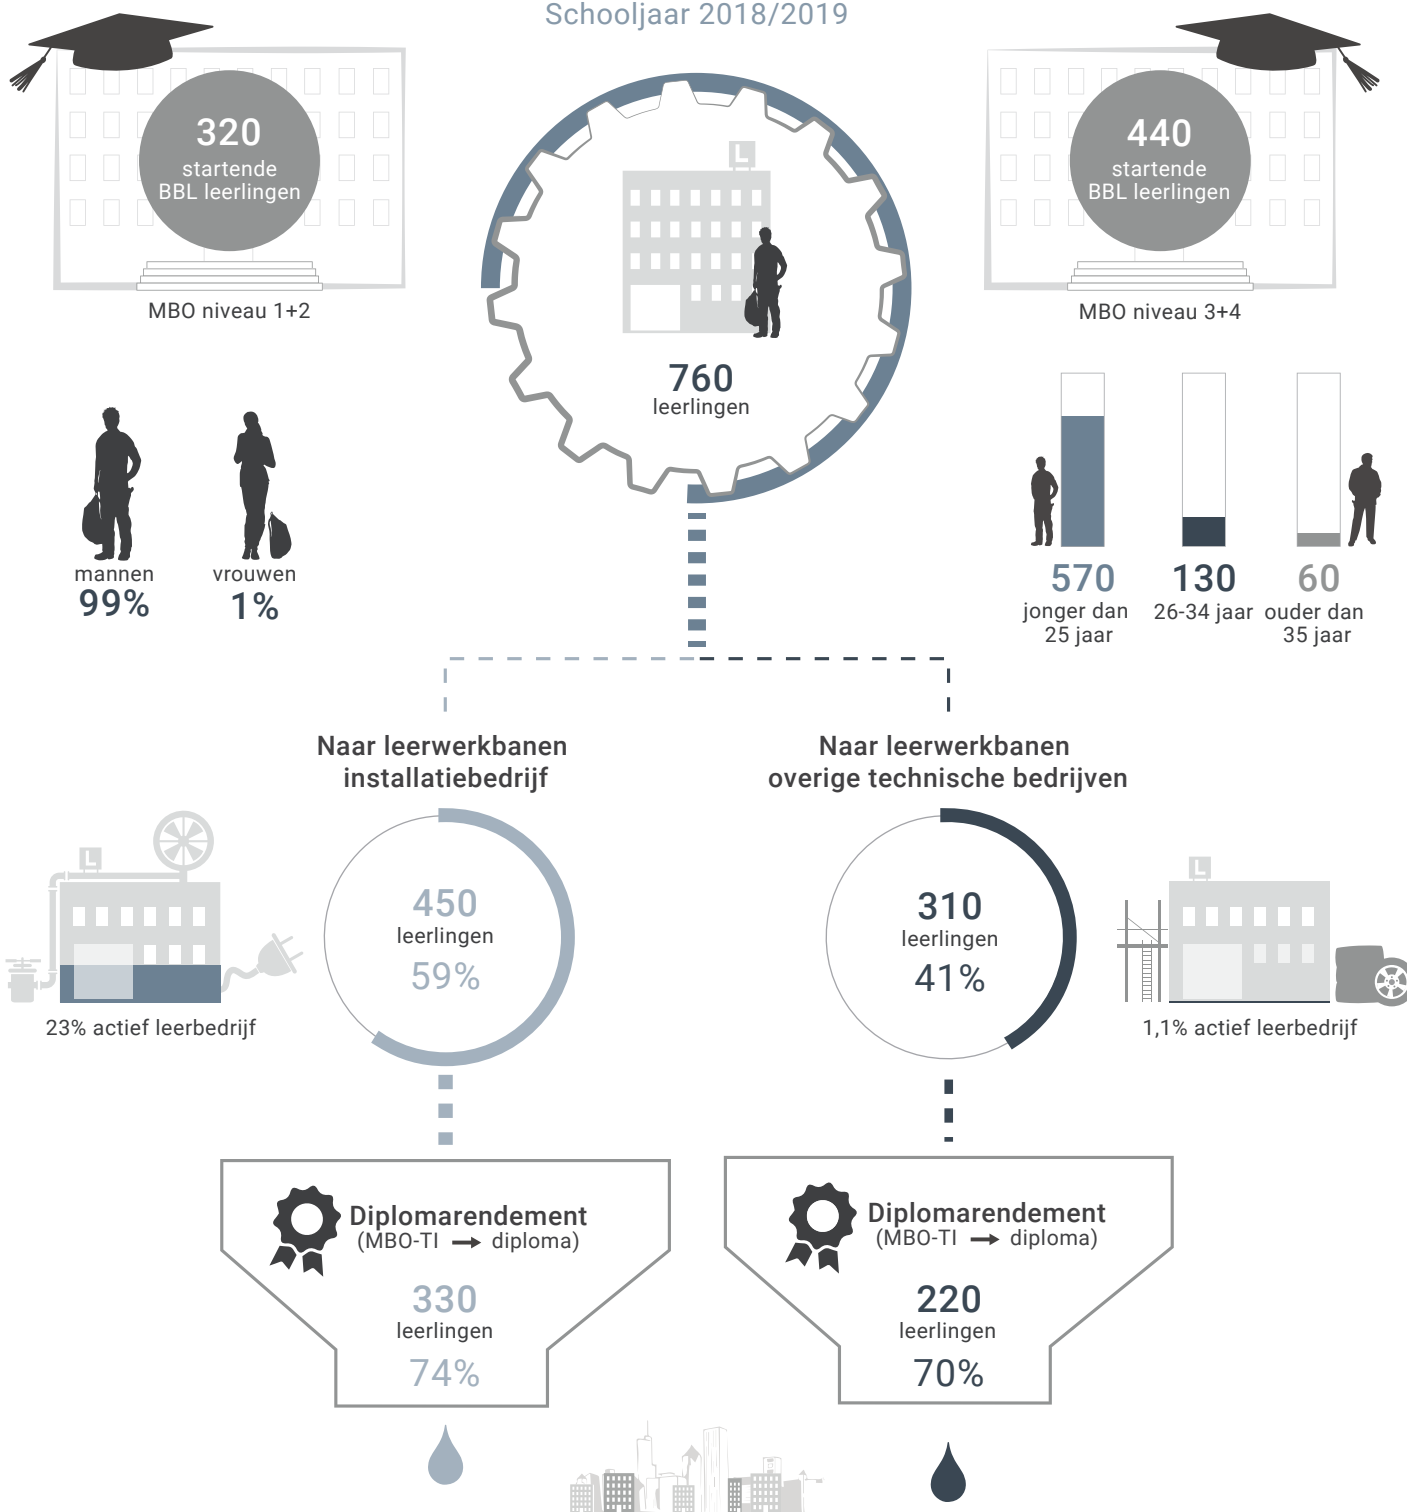 Schooljaar 2018/2019
320
startende
BBL leerlingen
MBO niveau 1+2
L
760
leerlingen
440
startende
BBL leerlingen
MBO niveau 3+4
mannen
99%
vrouwen
1%
570
jonger dan
25 jaar
130
26-34 jaar
60
ouder dan
35 jaar
Naar leerwerkbanen
installatiebedrijf
L
23% actief leerbedrijf
450
leerlingen
59%
Naar leerwerkbanen
overige technische bedrijven
310
leerlingen
41%
L
1,1% actief leerbedrijf
Diplomarendement
(MBO-TI → diploma)
330
leerlingen
74%
Diplomarendement
(MBO-TI → diploma)
220
leerlingen
70%